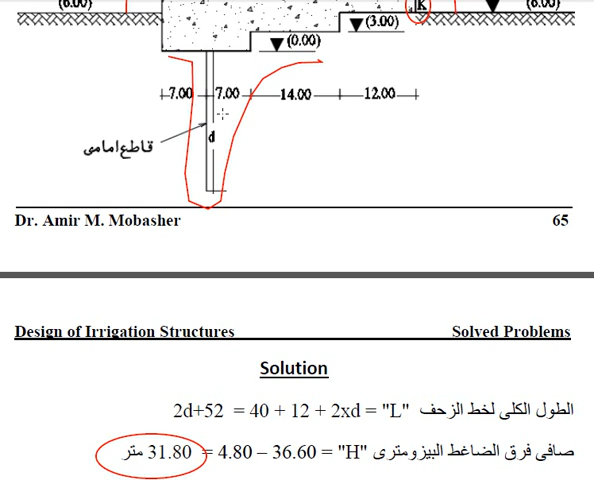 (6.00)
K
(6.00)
(3.00)
(0.00)
7.00 7.00 14.00 12.00
d
قاطع امامى
Dr. Amir M. Mobasher 65
Design of Irrigation Structures Solved Problems
Solution
الطول الكلى لخط الزحف "L" = 2xd + 12 + 40 = 2d+52
صافى فرق الضاغط البيزومترى "H" = 36.60 – 4.80 = 31.80 متر